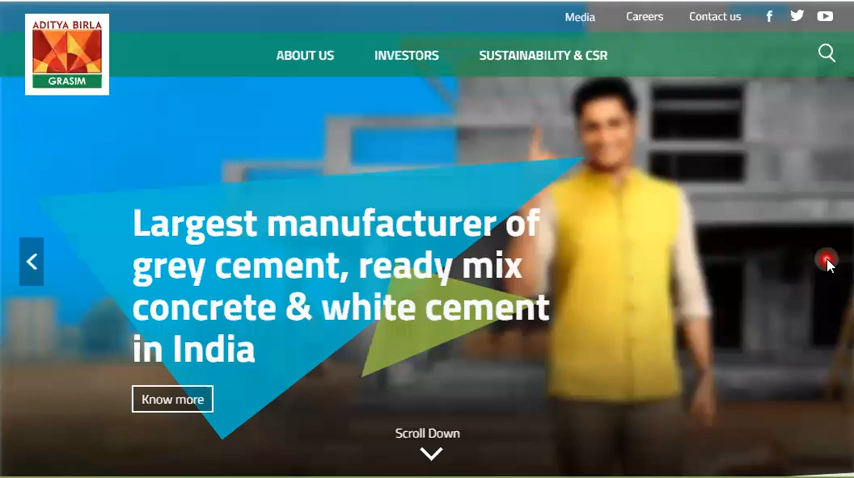 Media Careers Contact us
ADITYA BIRLA
GRASIM
ABOUT US INVESTORS SUSTAINABILITY & CSR
Largest manufacturer of
grey cement, ready mix
concrete & white cement
in India
Know more
Scroll Down